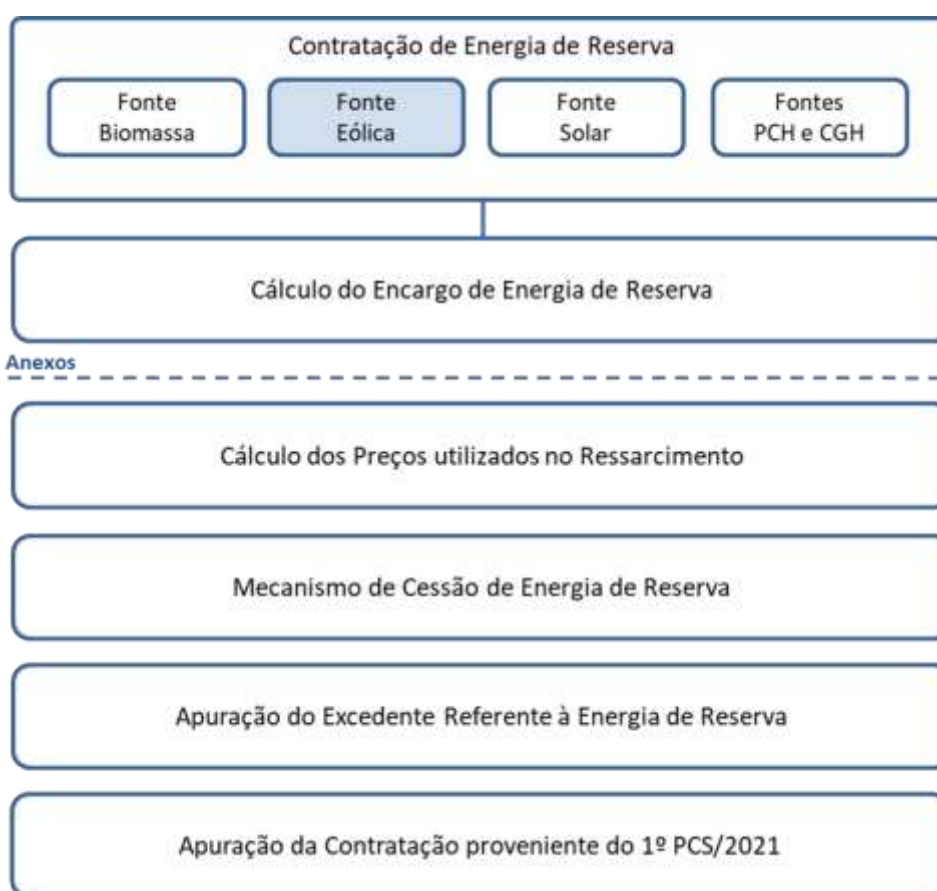 Contratação de Energia de Reserva
Fonte
Biomassa
Fonte
Eólica
Fonte
Solar
Fontes
PCH e CGH
Cálculo do Encargo de Energia de Reserva
Anexos
Cálculo dos Preços utilizados no Ressarcimento
Mecanismo de Cessão de Energia de Reserva
Apuração do Excedente Referente à Energia de Reserva
Apuração da Contratação proveniente do 1º PCS/2021